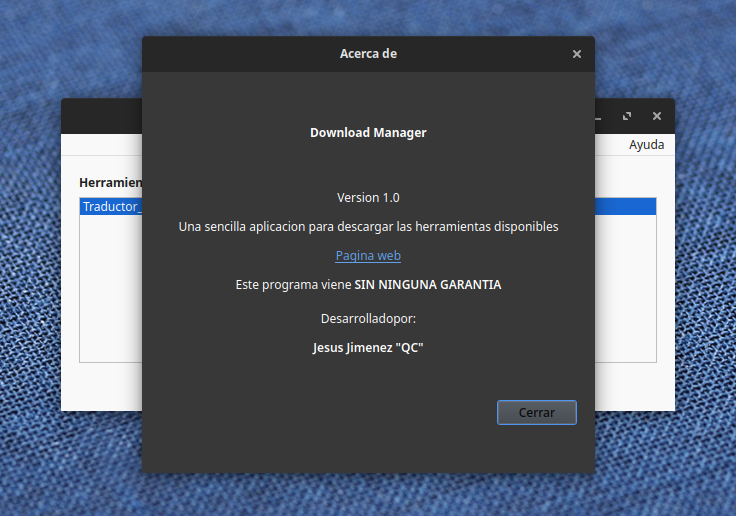 Acerca de
Download Manager
Ayuda
Version 1.0
Una sencilla aplicacion para descargar las herramientas disponibles
Pagina web
Este programa viene SIN NINGUNA GARANTIA
Desarrolladopor:
Jesus Jimenez "QC"
Cerrar
Herramien
Traductor_